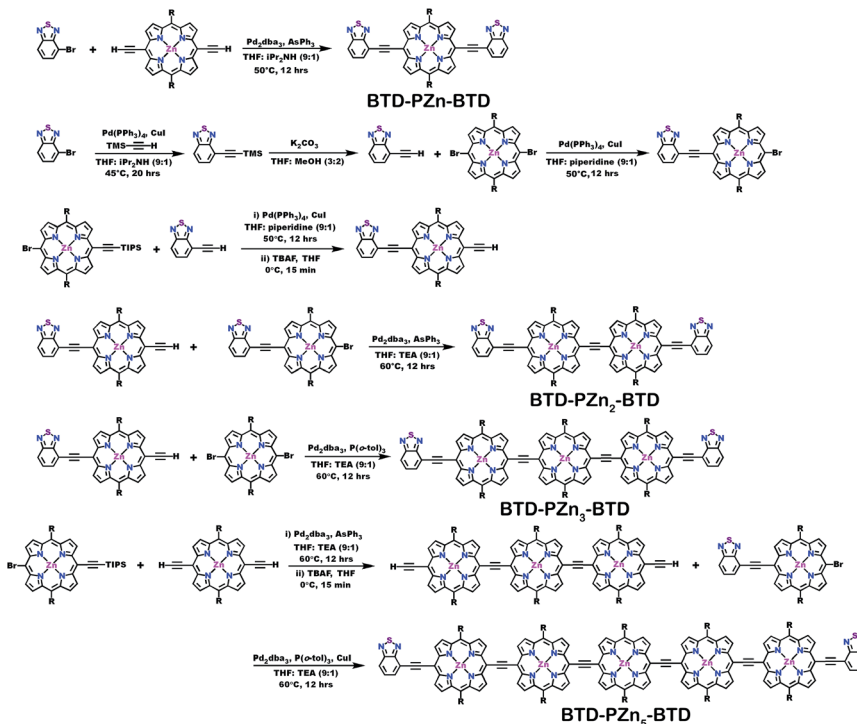 Pd₂dba₃, AsPh₃
THF: iPr₂NH (9:1)
50°C, 12 hrs
BTD-PZn-BTD
Pd(PPh₃)₄, CuI
TMS H
THF: iPr₂NH (9:1)
45°C, 20 hrs
TMS
K₂CO₃
THF: MeOH (3:2)
Pd(PPh₃)₄, CuI
THF: piperidine (9:1)
50°C,12 hrs
TIPS
i) Pd(PPh₃)₄, CuI
THF: piperidine (9:1)
50°C, 12 hrs
ii) TBAF, THF
0°C, 15 min
Pd₂dba₃, AsPh₃
THF: TEA (9:1)
60°C, 12 hrs
BTD-PZn₂-BTD
Pd₂dba₃, P(o-tol)₃
THF: TEA (9:1)
60°C, 12 hrs
BTD-PZn₃-BTD
TIPS
i) Pd₂dba₃, AsPh₃
THF: TEA (9:1)
60°C, 12 hrs
ii) TBAF, THF
0°C, 15 min
Pd₂dba₃, P(o-tol)₃, CuI
THF: TEA (9:1)
60°C, 12 hrs
BTD-PZn₅-BTD